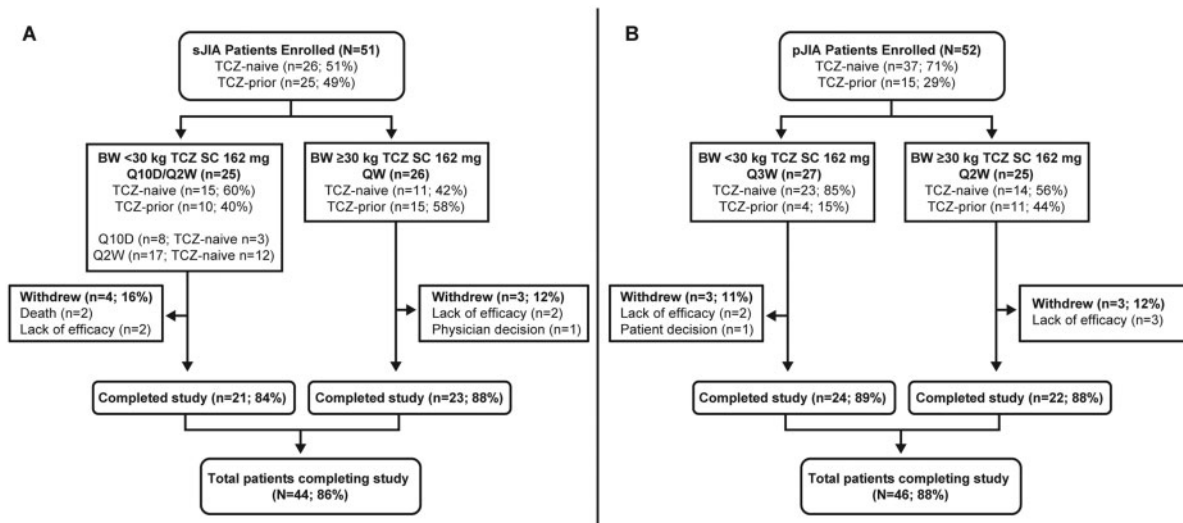 A
sJIA Patients Enrolled (N=51)
TCZ-naive (n=26; 51%)
TCZ-prior (n=25; 49%)
BW <30 kg TCZ SC 162 mg
Q10D/Q2W (n=25)
TCZ-naive (n=15; 60%)
TCZ-prior (n=10; 40%)
Q10D (n=8; TCZ-naive n=3)
Q2W (n=17; TCZ-naive n=12)
BW ≥30 kg TCZ SC 162 mg
QW (n=26)
TCZ-naive (n=11; 42%)
TCZ-prior (n=15; 58%)
Withdrew (n=4; 16%)
Death (n=2)
Lack of efficacy (n=2)
Withdrew (n=3; 12%)
Lack of efficacy (n=2)
Physician decision (n=1)
Completed study (n=21; 84%)
Completed study (n=23; 88%)
Total patients completing study
(N=44; 86%)
B
pJIA Patients Enrolled (N=52)
TCZ-naive (n=37; 71%)
TCZ-prior (n=15; 29%)
BW <30 kg TCZ SC 162 mg
Q3W (n=27)
TCZ-naive (n=23; 85%)
TCZ-prior (n=4; 15%)
BW ≥30 kg TCZ SC 162 mg
Q2W (n=25)
TCZ-naive (n=14; 56%)
TCZ-prior (n=11; 44%)
Withdrew (n=3; 11%)
Lack of efficacy (n=2)
Patient decision (n=1)
Withdrew (n=3; 12%)
Lack of efficacy (n=3)
Completed study (n=24; 89%)
Completed study (n=22; 88%)
Total patients completing study
(N=46; 88%)